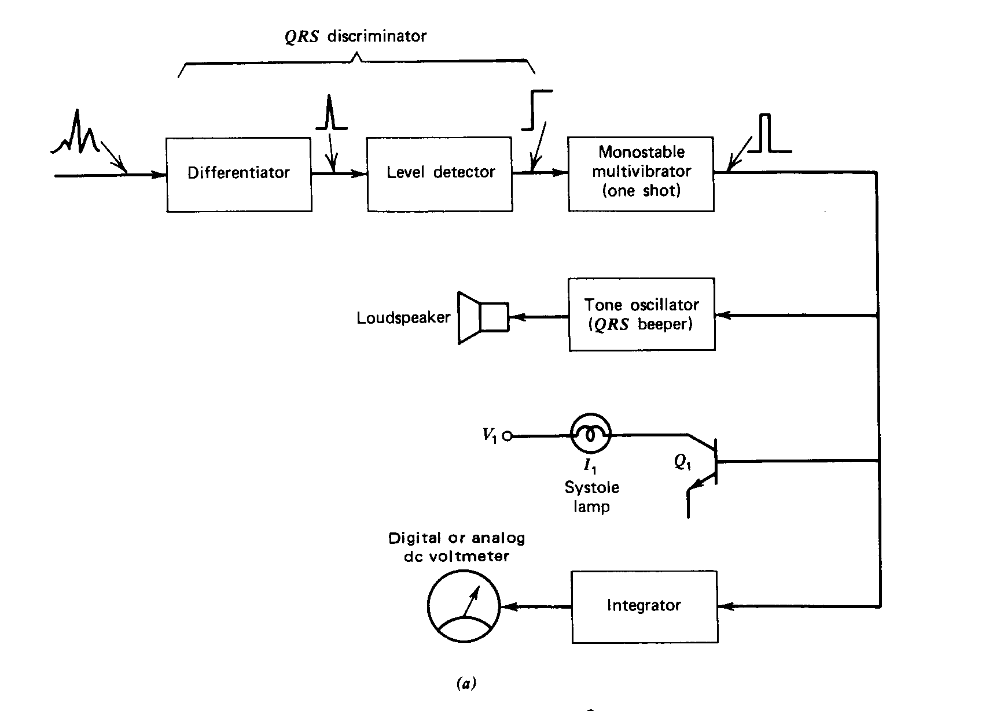 QRS discriminator
Differentiator
Level detector
Monostable
multivibrator
(one shot)
Loudspeaker
Tone oscillator
(QRS beeper)
V1
I1
Systole
lamp
Q1
Digital or analog
dc voltmeter
Integrator
(a)